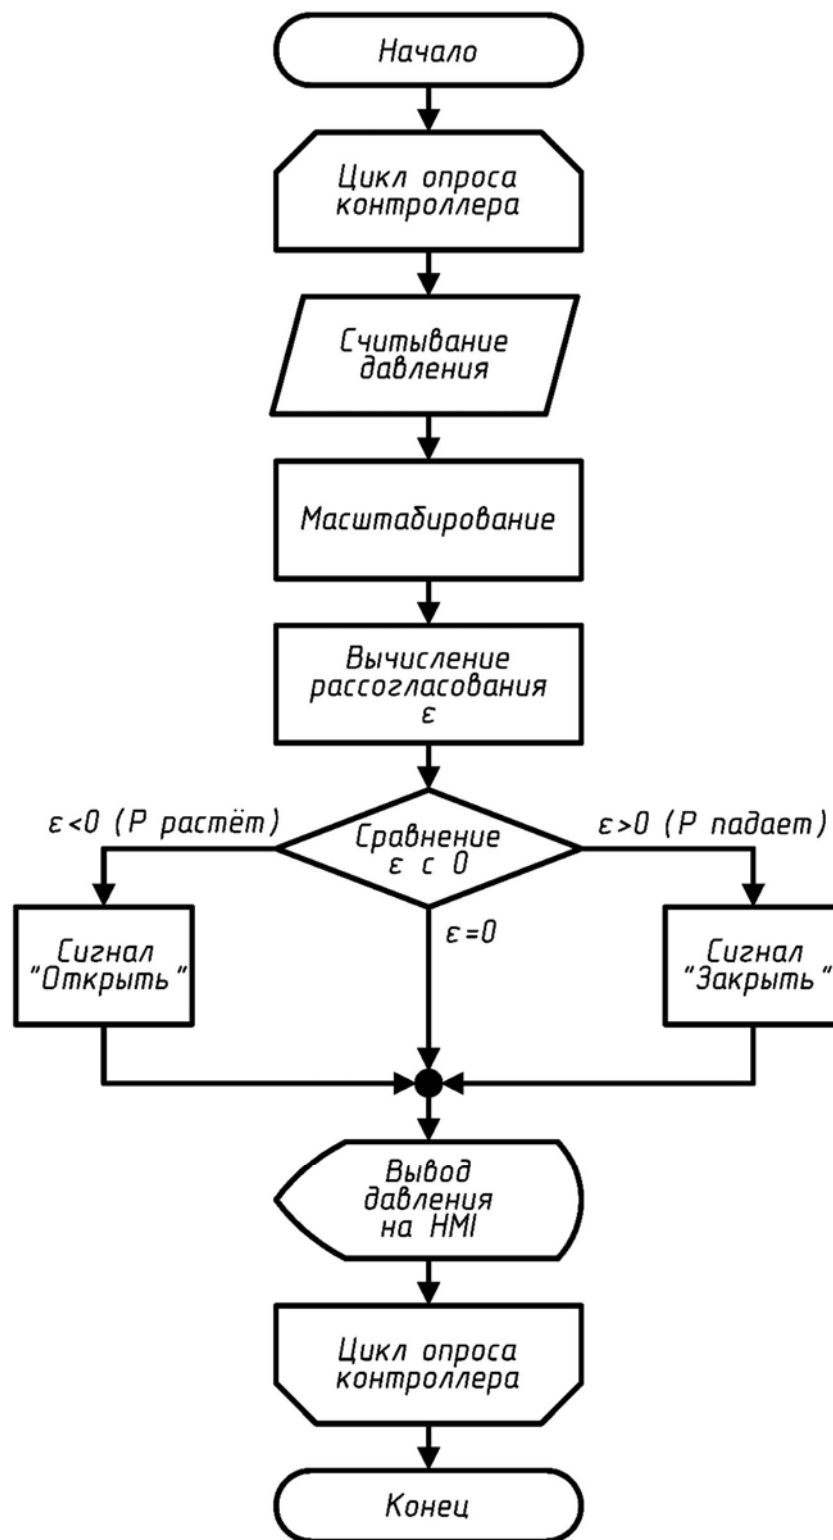 Начало
Цикл опроса
контроллера
Считывание
давления
Масштабирование
Вычисление
рассогласования
ε
ε<0 (P растёт)
Сравнение
ε с 0
ε>0 (P падает)
Сигнал
"Открыть"
ε=0
Сигнал
"Закрыть"
Вывод
давления
на HMI
Цикл опроса
контроллера
Конец